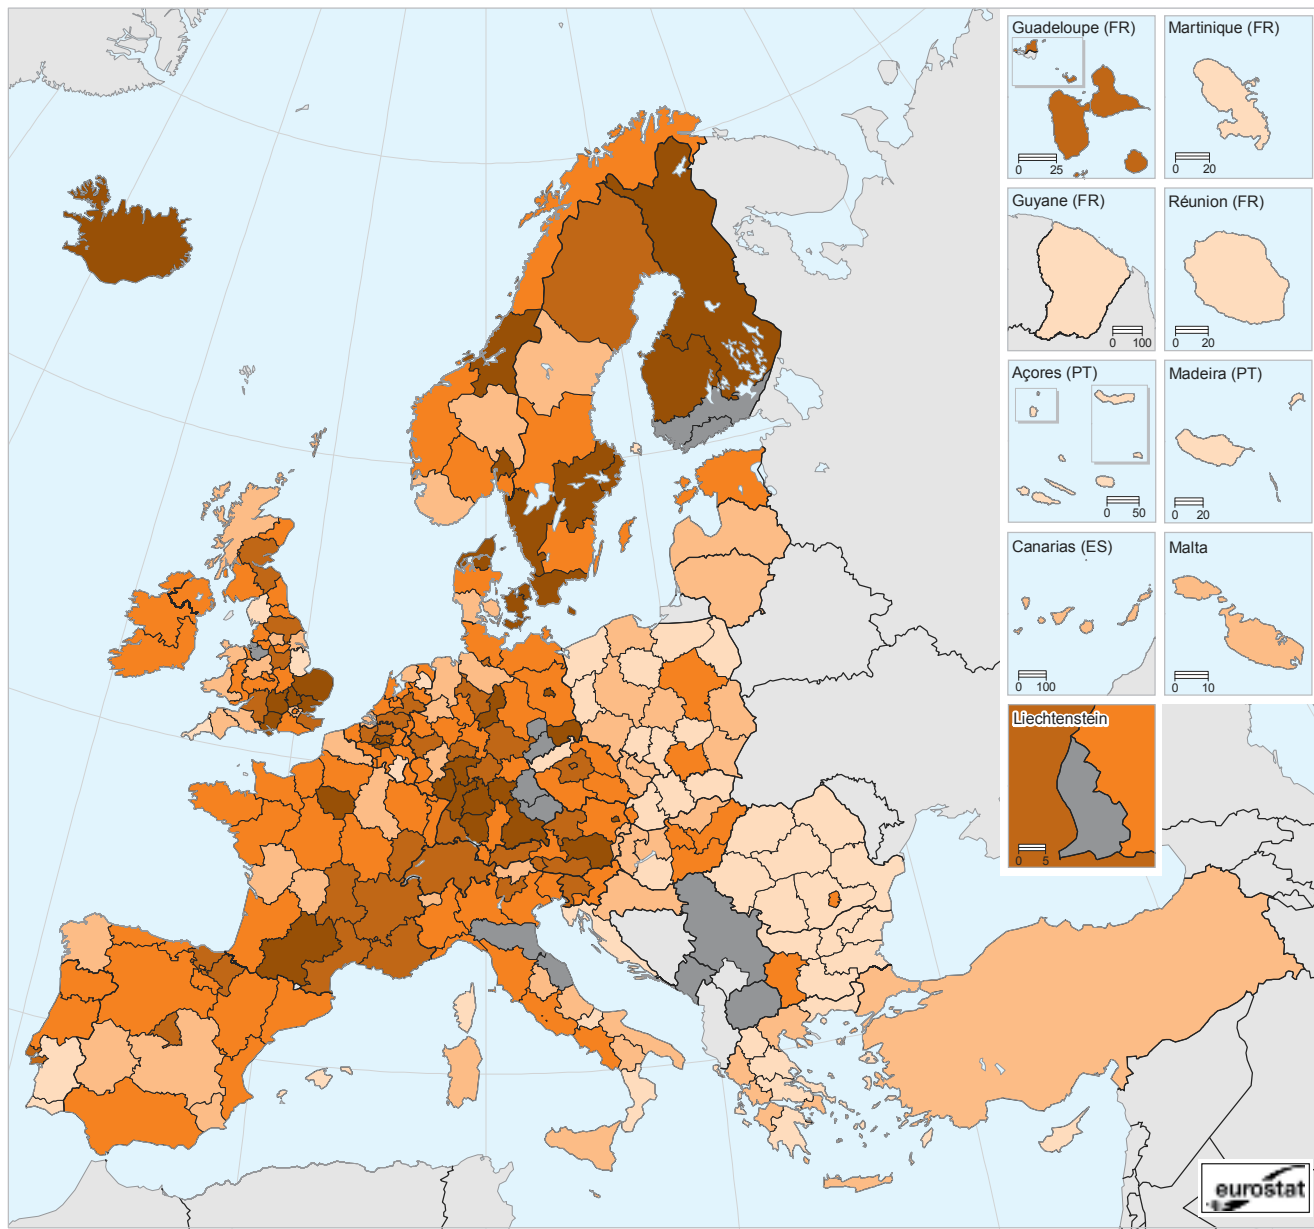 Guadeloupe (FR)
0 25
Martinique (FR)
0 20
Guyane (FR)
0 100
Réunion (FR)
0 20
Açores (PT)
0 50
Madeira (PT)
0 20
Canarias (ES)
0 100
Malta
0 10
Liechtenstein
0 5
eurostat